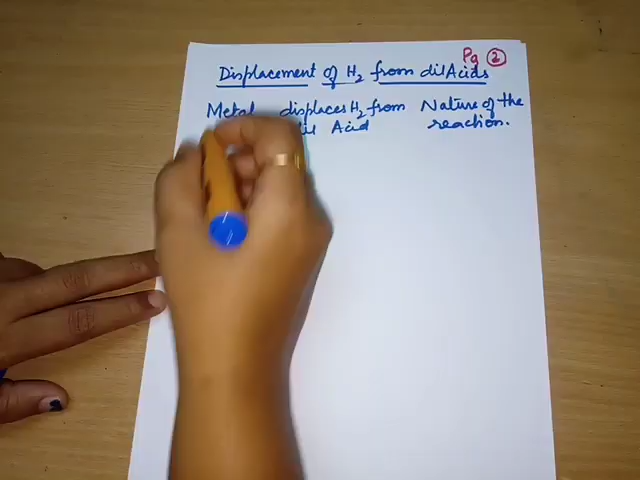 Pg 2
Displacement of H2 from dil Acids
Metal displaces H2 from Nature of the
dil Acid reaction.